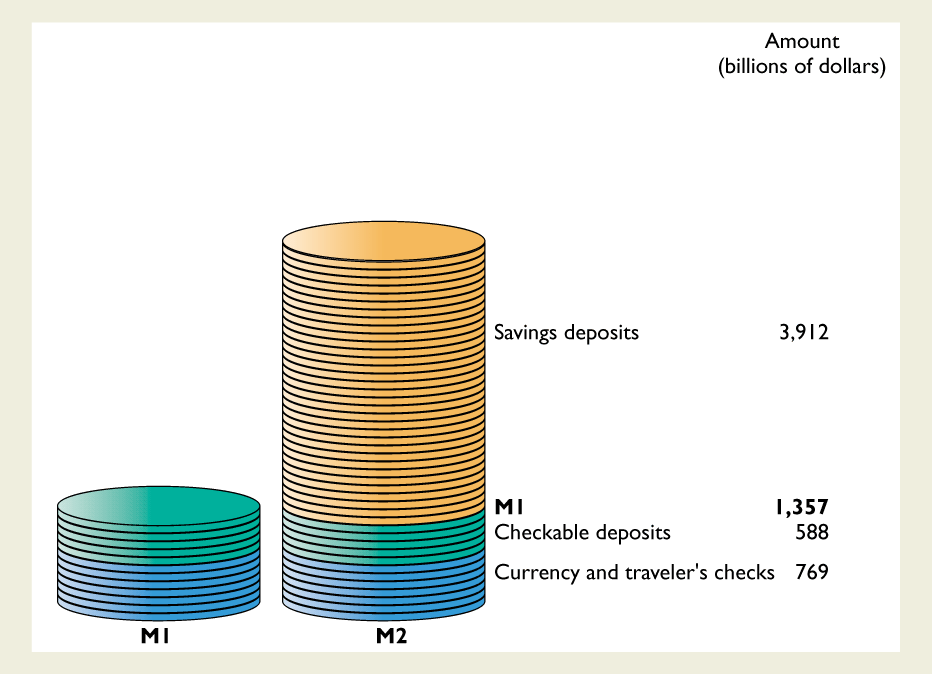 Amount
(billions of dollars)
Savings deposits 3,912
M1 1,357
Checkable deposits 588
Currency and traveler's checks 769
M1 M2